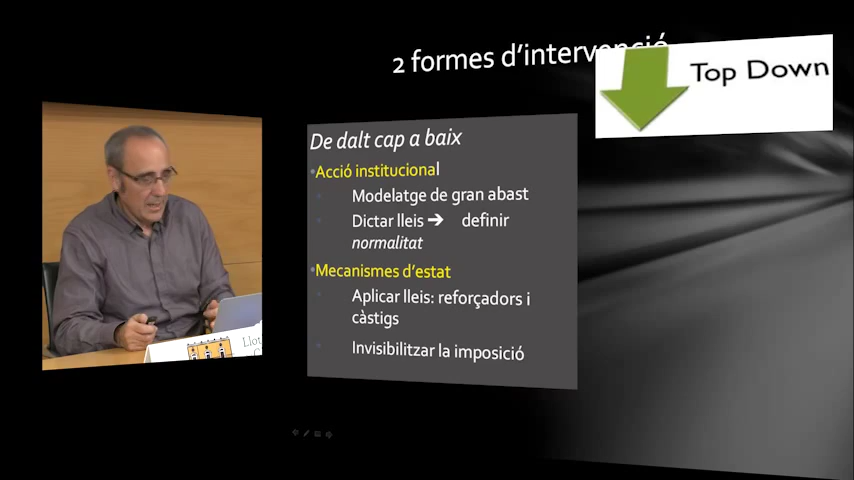 2 formes d'intervenció
Top Down
De dalt cap a baix
Acció institucional
Modelatge de gran abast
Dictar lleis ➔ definir
normalitat
Mecanismes d'estat
Aplicar lleis: reforçadors i
càstigs
Invisibilitzar la imposició
Llot